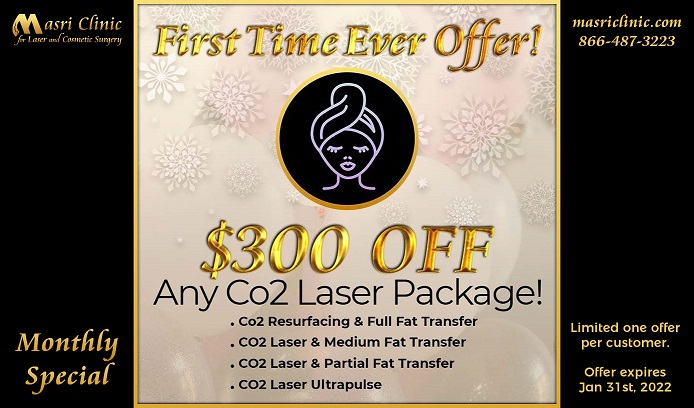 Masri Clinic
for Laser and Cosmetic Surgery
masriclinic.com
866-487-3223
First Time Ever Offer!
$300 OFF
Any Co2 Laser Package!
. Co2 Resurfacing & Full Fat Transfer
. CO2 Laser & Medium Fat Transfer
. CO2 Laser & Partial Fat Transfer
. CO2 Laser Ultrapulse
Monthly
Special
Limited one offer
per customer.
Offer expires
Jan 31st, 2022